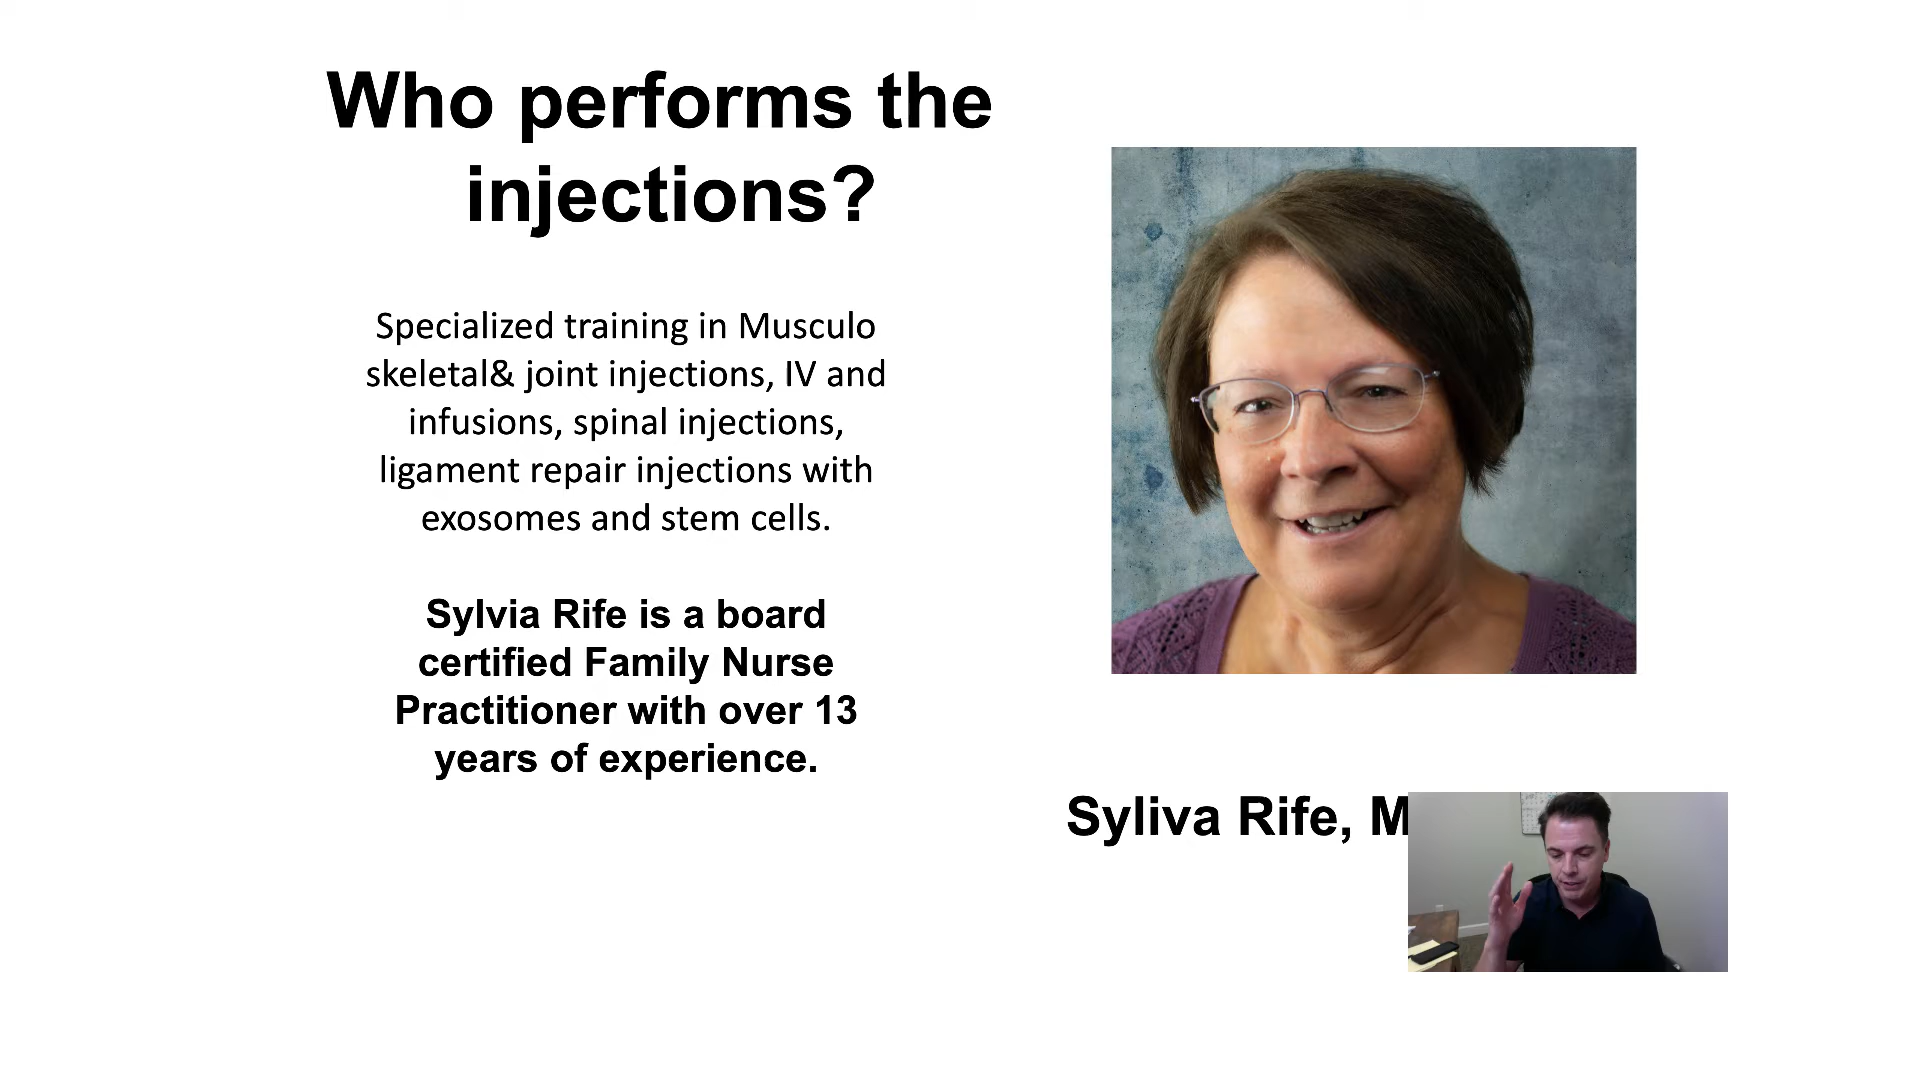 Who performs the
injections?
Specialized training in Musculo
skeletal& joint injections, IV and
infusions, spinal injections,
ligament repair injections with
exosomes and stem cells.
Sylvia Rife is a board
certified Family Nurse
Practitioner with over 13
years of experience.
Syliva Rife, M